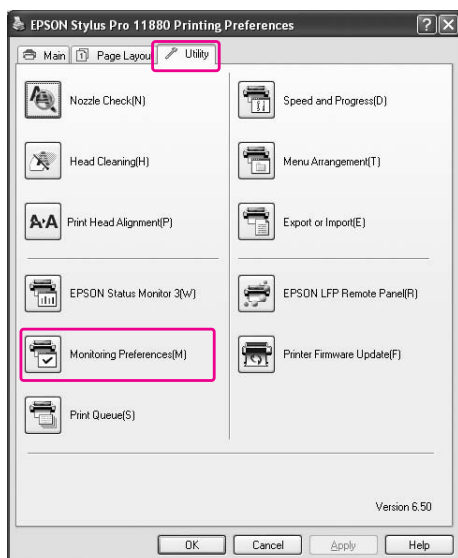 EPSON Stylus Pro 11880 Printing Preferences
Main
Page Layou
Utility
Nozzle Check(N)
Speed and Progress(D)
Head Cleaning(H)
Menu Arrangement(T)
A·A
Print Head Alignment(P)
Export or Import(E)
EPSON Status Monitor 3(W)
EPSON LFP Remote Panel(R)
Monitoring Preferences(M)
Printer Firmware Update(F)
Print Queue(S)
Version 6.50
OK
Cancel
Apply
Help